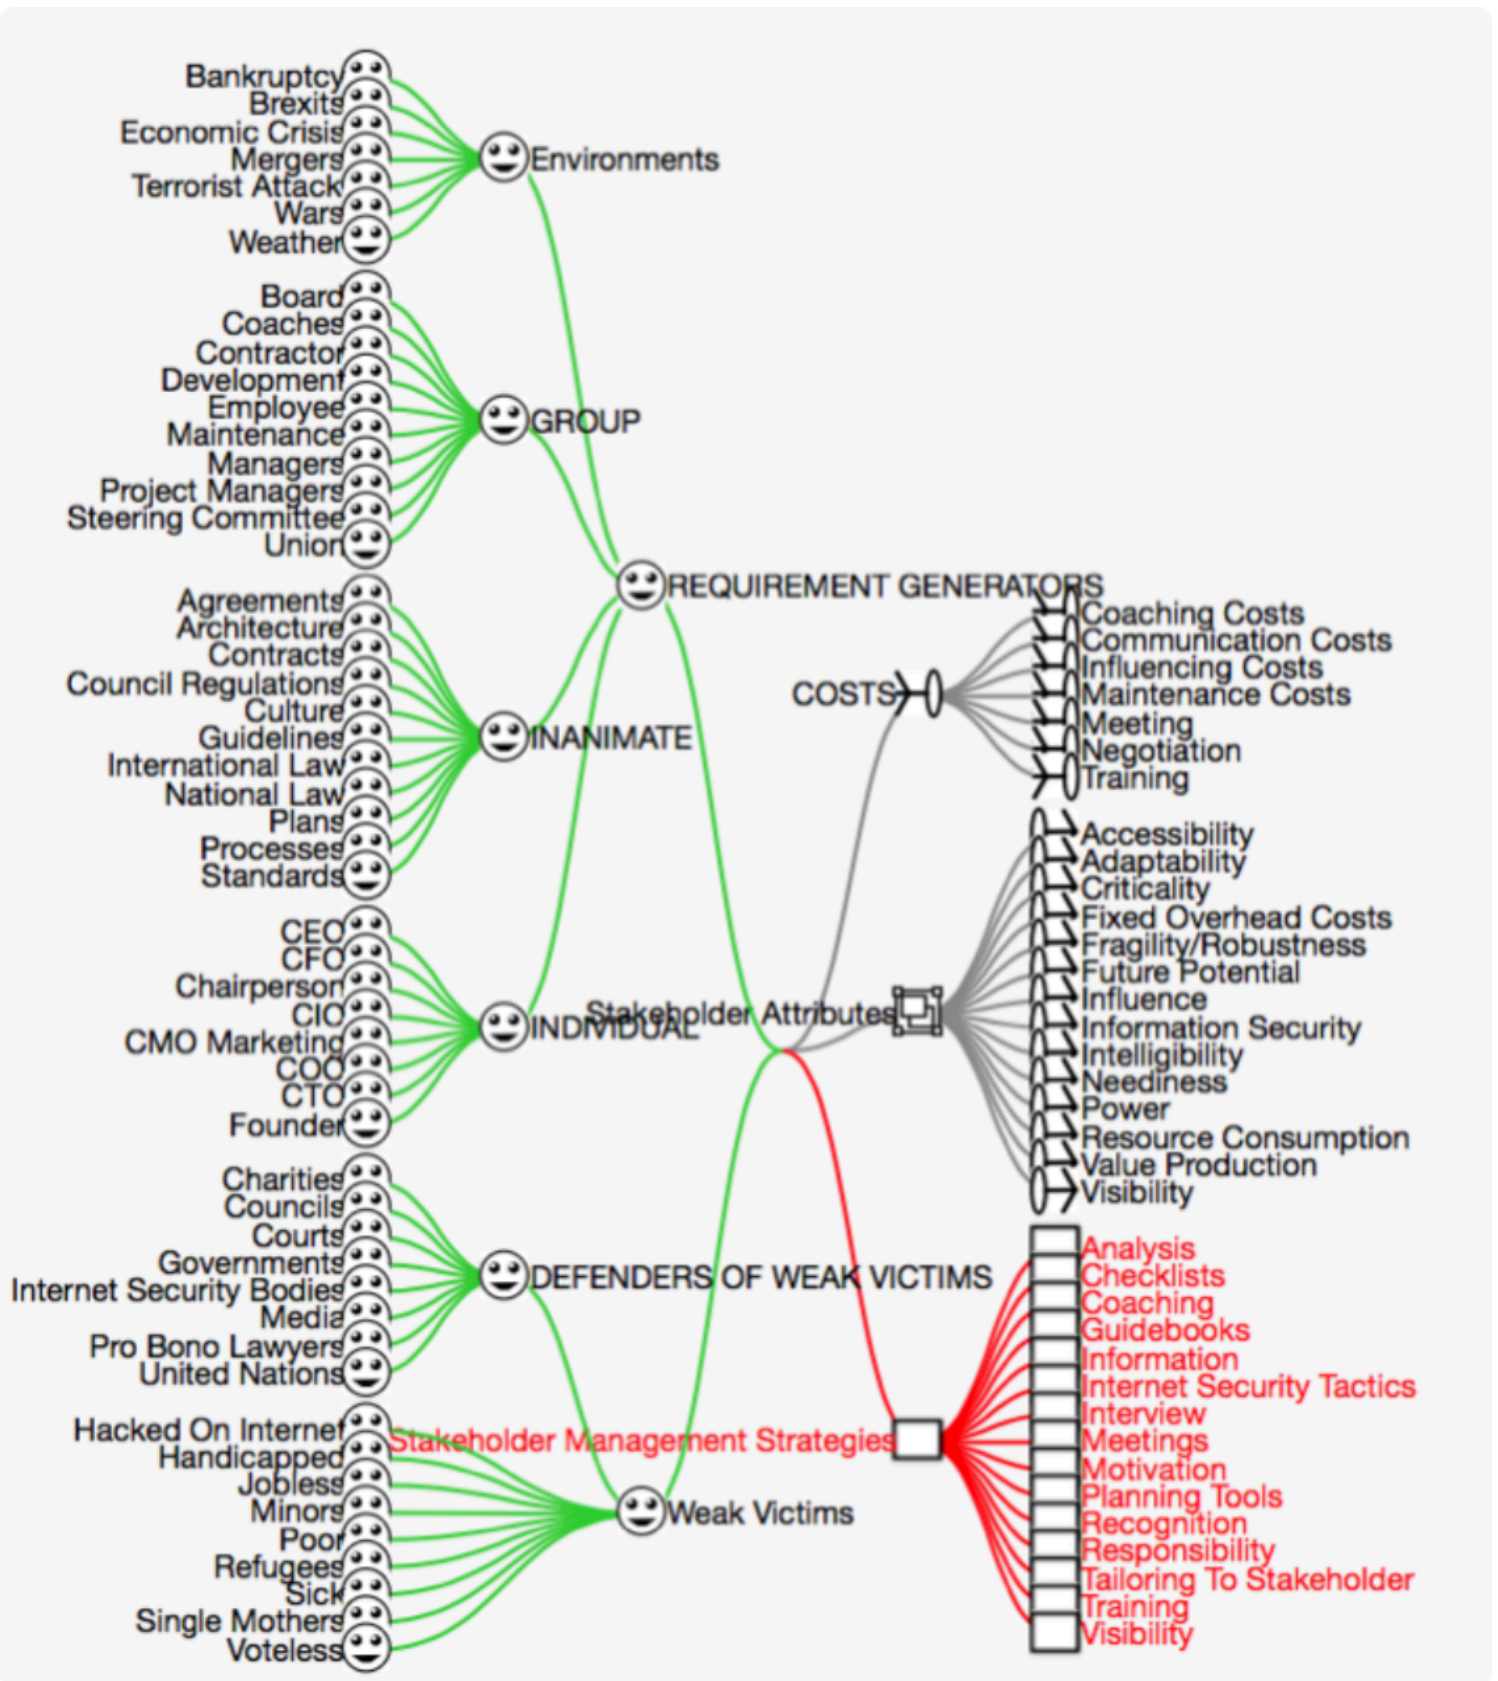 Bankruptcy
Brexits
Economic Crisis
Mergers
Terrorist Attack
Wars
Weather
Environments
Board
Coaches
Contractor
Development
Employee
Maintenance
Managers
Project Managers
Steering Committee
Union
GROUP
REQUIREMENT GENERATORS
Agreements
Architecture
Contracts
Council Regulations
Culture
Guidelines
International Law
National Law
Plans
Processes
Standards
INANIMATE
CEO
CFO
Chairperson
CIO
CMO Marketing
COO
CTO
Founder
INDIVIDUAL
Charities
Councils
Courts
Governments
Internet Security Bodies
Media
Pro Bono Lawyers
United Nations
DEFENDERS OF WEAK VICTIMS
Hacked On Internet
Handicapped
Jobless
Minors
Poor
Refugees
Sick
Single Mothers
Voteless
Weak Victims
COSTS
Coaching Costs
Communication Costs
Influencing Costs
Maintenance Costs
Meeting
Negotiation
Training
Stakeholder Attributes
Accessibility
Adaptability
Criticality
Fixed Overhead Costs
Fragility/Robustness
Future Potential
Influence
Information Security
Intelligibility
Neediness
Power
Resource Consumption
Value Production
Visibility
Stakeholder Management Strategies
Analysis
Checklists
Coaching
Guidebooks
Information
Internet Security Tactics
Interview
Meetings
Motivation
Planning Tools
Recognition
Responsibility
Tailoring To Stakeholder
Training
Visibility